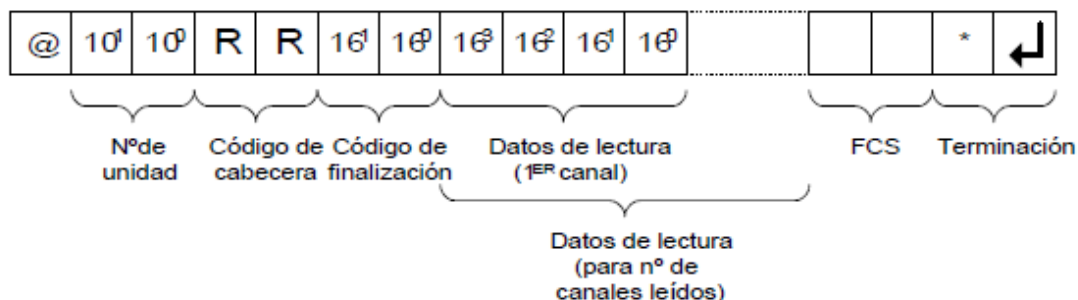 @ 10¹ 10⁰ R R 16¹ 16⁰ 16³ 16² 16¹ 16⁰ * ↵
Nºde unidad
Código de cabecera
Código de finalización
Datos de lectura (1ᴱᴿ canal)
FCS
Terminación
Datos de lectura
(para nº de
canales leídos)